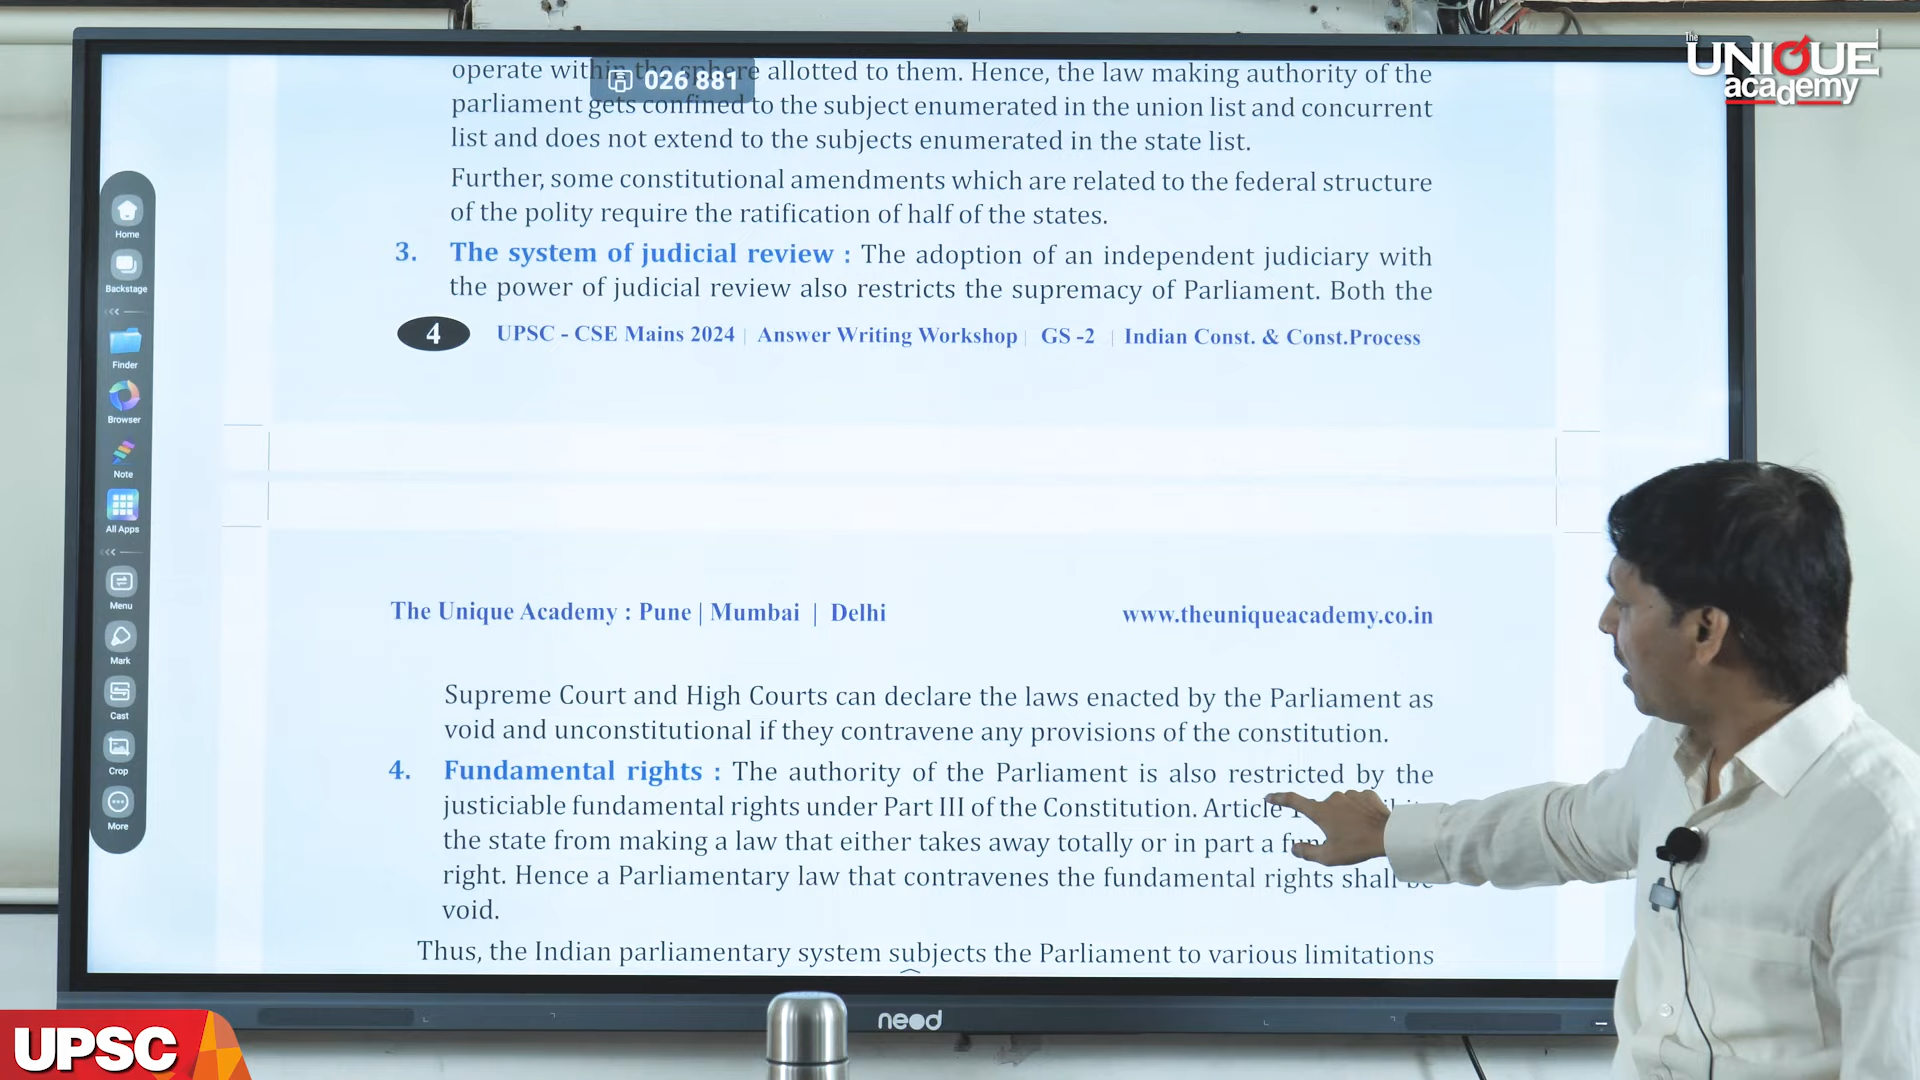 The
UNIQUE
academy
026 881
operate within the sphere allotted to them. Hence, the law making authority of the
parliament gets confined to the subject enumerated in the union list and concurrent
list and does not extend to the subjects enumerated in the state list.
Further, some constitutional amendments which are related to the federal structure
of the polity require the ratification of half of the states.
3. The system of judicial review : The adoption of an independent judiciary with
the power of judicial review also restricts the supremacy of Parliament. Both the
4 UPSC - CSE Mains 2024 | Answer Writing Workshop | GS -2 | Indian Const. & Const.Process
The Unique Academy : Pune | Mumbai | Delhi www.theuniqueacademy.co.in
Supreme Court and High Courts can declare the laws enacted by the Parliament as
void and unconstitutional if they contravene any provisions of the constitution.
4. Fundamental rights : The authority of the Parliament is also restricted by the
justiciable fundamental rights under Part III of the Constitution. Article
the state from making a law that either takes away totally or in part a
right. Hence a Parliamentary law that contravenes the fundamental rights shall be
void.
Thus, the Indian parliamentary system subjects the Parliament to various limitations
Home
Backstage
Finder
Browser
Note
All Apps
Menu
Mark
Cast
Crop
More
neod
UPSC